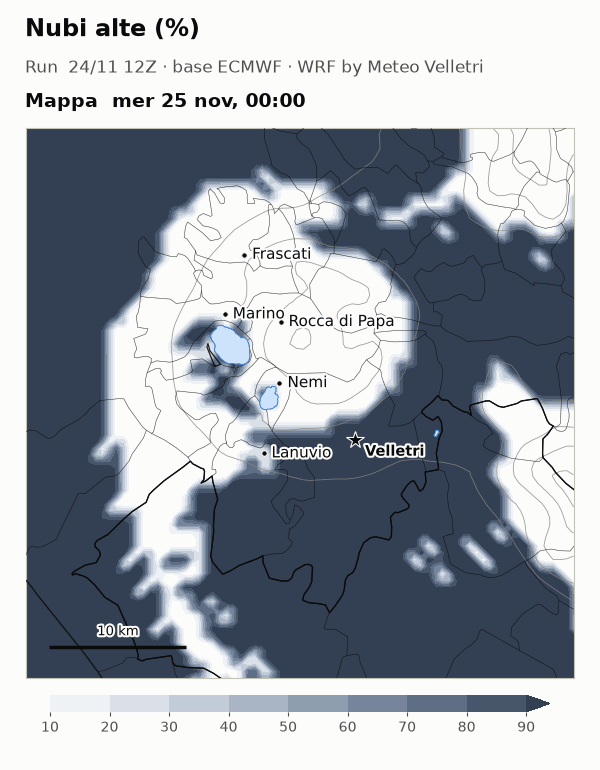 Nubi alte (%)
Run  24/11 12Z · base ECMWF · WRF by Meteo Velletri
Mappa  mer 25 nov, 00:00
Frascati
Marino
Rocca di Papa
Nemi
Velletri
Lanuvio
10 km
10 20 30 40 50 60 70 80 90